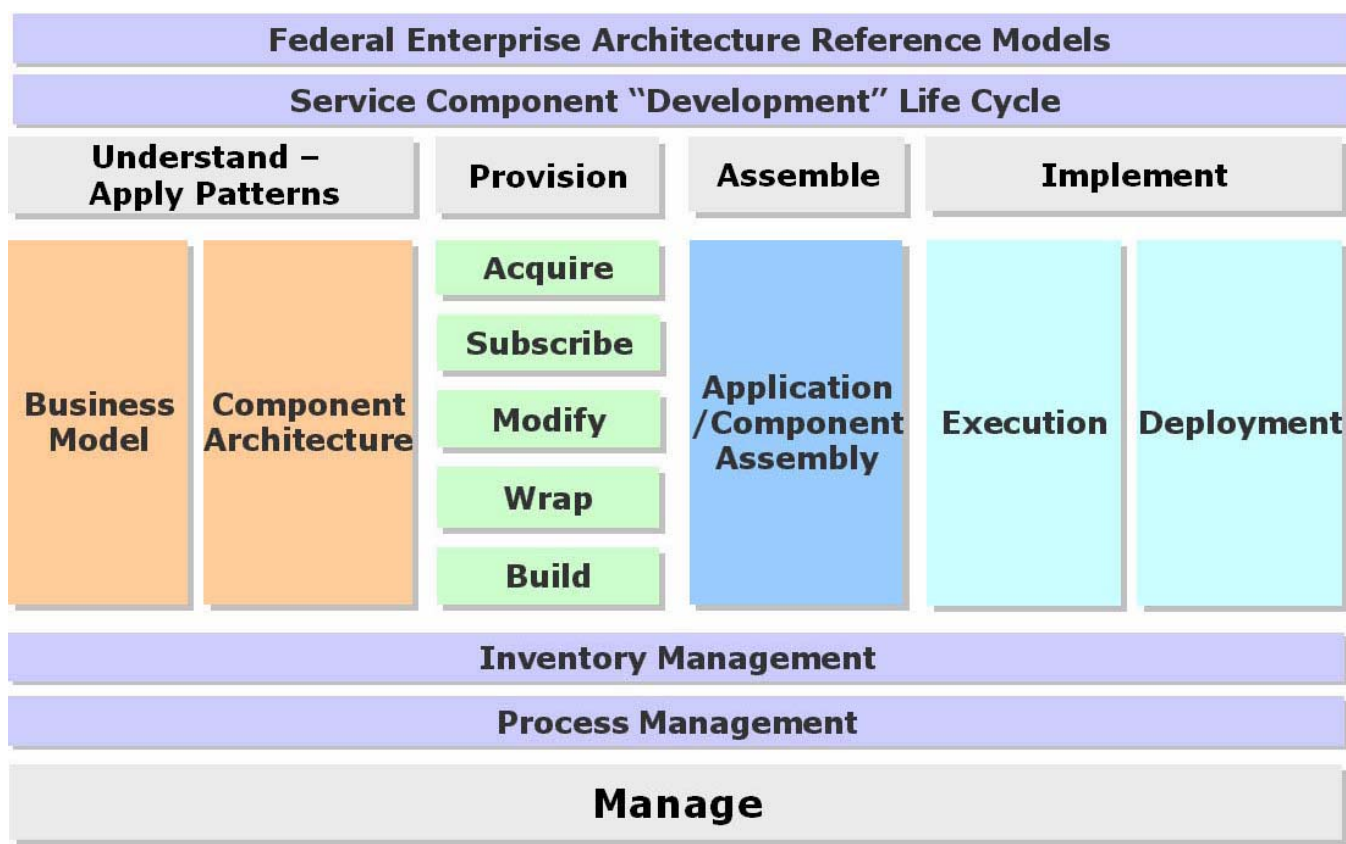 Federal Enterprise Architecture Reference Models
Service Component “Development” Life Cycle
Understand –
Apply Patterns
Provision
Assemble
Implement
Business
Model
Component
Architecture
Acquire
Subscribe
Modify
Wrap
Build
Application
/Component
Assembly
Execution
Deployment
Inventory Management
Process Management
Manage